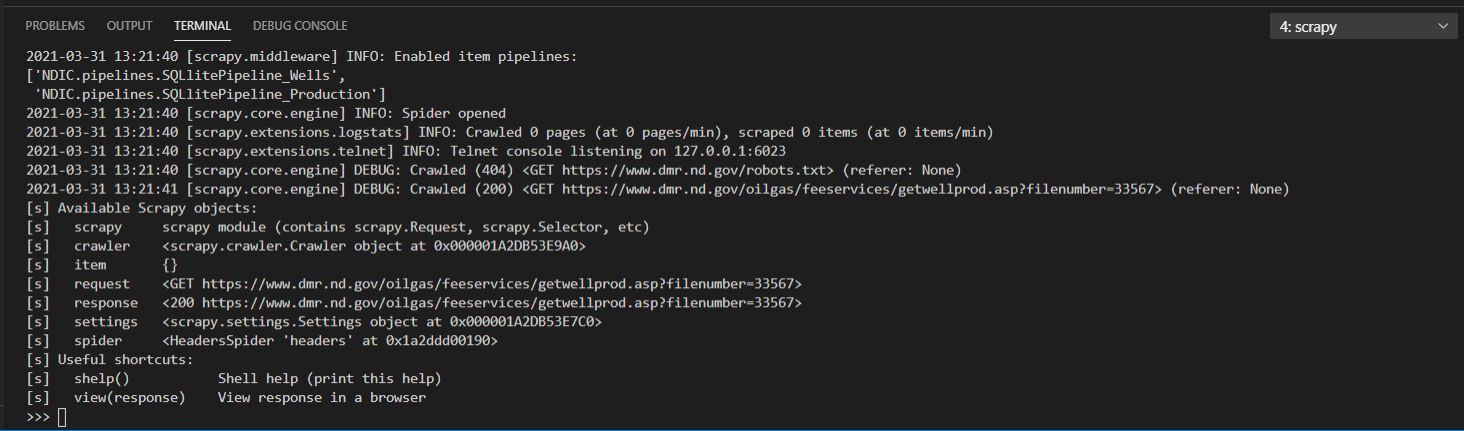 PROBLEMS OUTPUT TERMINAL DEBUG CONSOLE 4: scrapy
2021-03-31 13:21:40 [scrapy.middleware] INFO: Enabled item pipelines:
['NDIC.pipelines.SQLlitePipeline_Wells',
 'NDIC.pipelines.SQLlitePipeline_Production']
2021-03-31 13:21:40 [scrapy.core.engine] INFO: Spider opened
2021-03-31 13:21:40 [scrapy.extensions.logstats] INFO: Crawled 0 pages (at 0 pages/min), scraped 0 items (at 0 items/min)
2021-03-31 13:21:40 [scrapy.extensions.telnet] INFO: Telnet console listening on 127.0.0.1:6023
2021-03-31 13:21:40 [scrapy.core.engine] DEBUG: Crawled (404) <GET https://www.dmr.nd.gov/robots.txt> (referer: None)
2021-03-31 13:21:41 [scrapy.core.engine] DEBUG: Crawled (200) <GET https://www.dmr.nd.gov/oilgas/feeservices/getwellprod.asp?filenumber=33567> (referer: None)
[s] Available Scrapy objects:
[s]   scrapy     scrapy module (contains scrapy.Request, scrapy.Selector, etc)
[s]   crawler    <scrapy.crawler.Crawler object at 0x000001A2DB53E9A0>
[s]   item       {}
[s]   request    <GET https://www.dmr.nd.gov/oilgas/feeservices/getwellprod.asp?filenumber=33567>
[s]   response   <200 https://www.dmr.nd.gov/oilgas/feeservices/getwellprod.asp?filenumber=33567>
[s]   settings   <scrapy.settings.Settings object at 0x000001A2DB53E7C0>
[s]   spider     <HeadersSpider 'headers' at 0x1a2ddd00190>
[s] Useful shortcuts:
[s]   shelp()           Shell help (print this help)
[s]   view(response)    View response in a browser
>>>